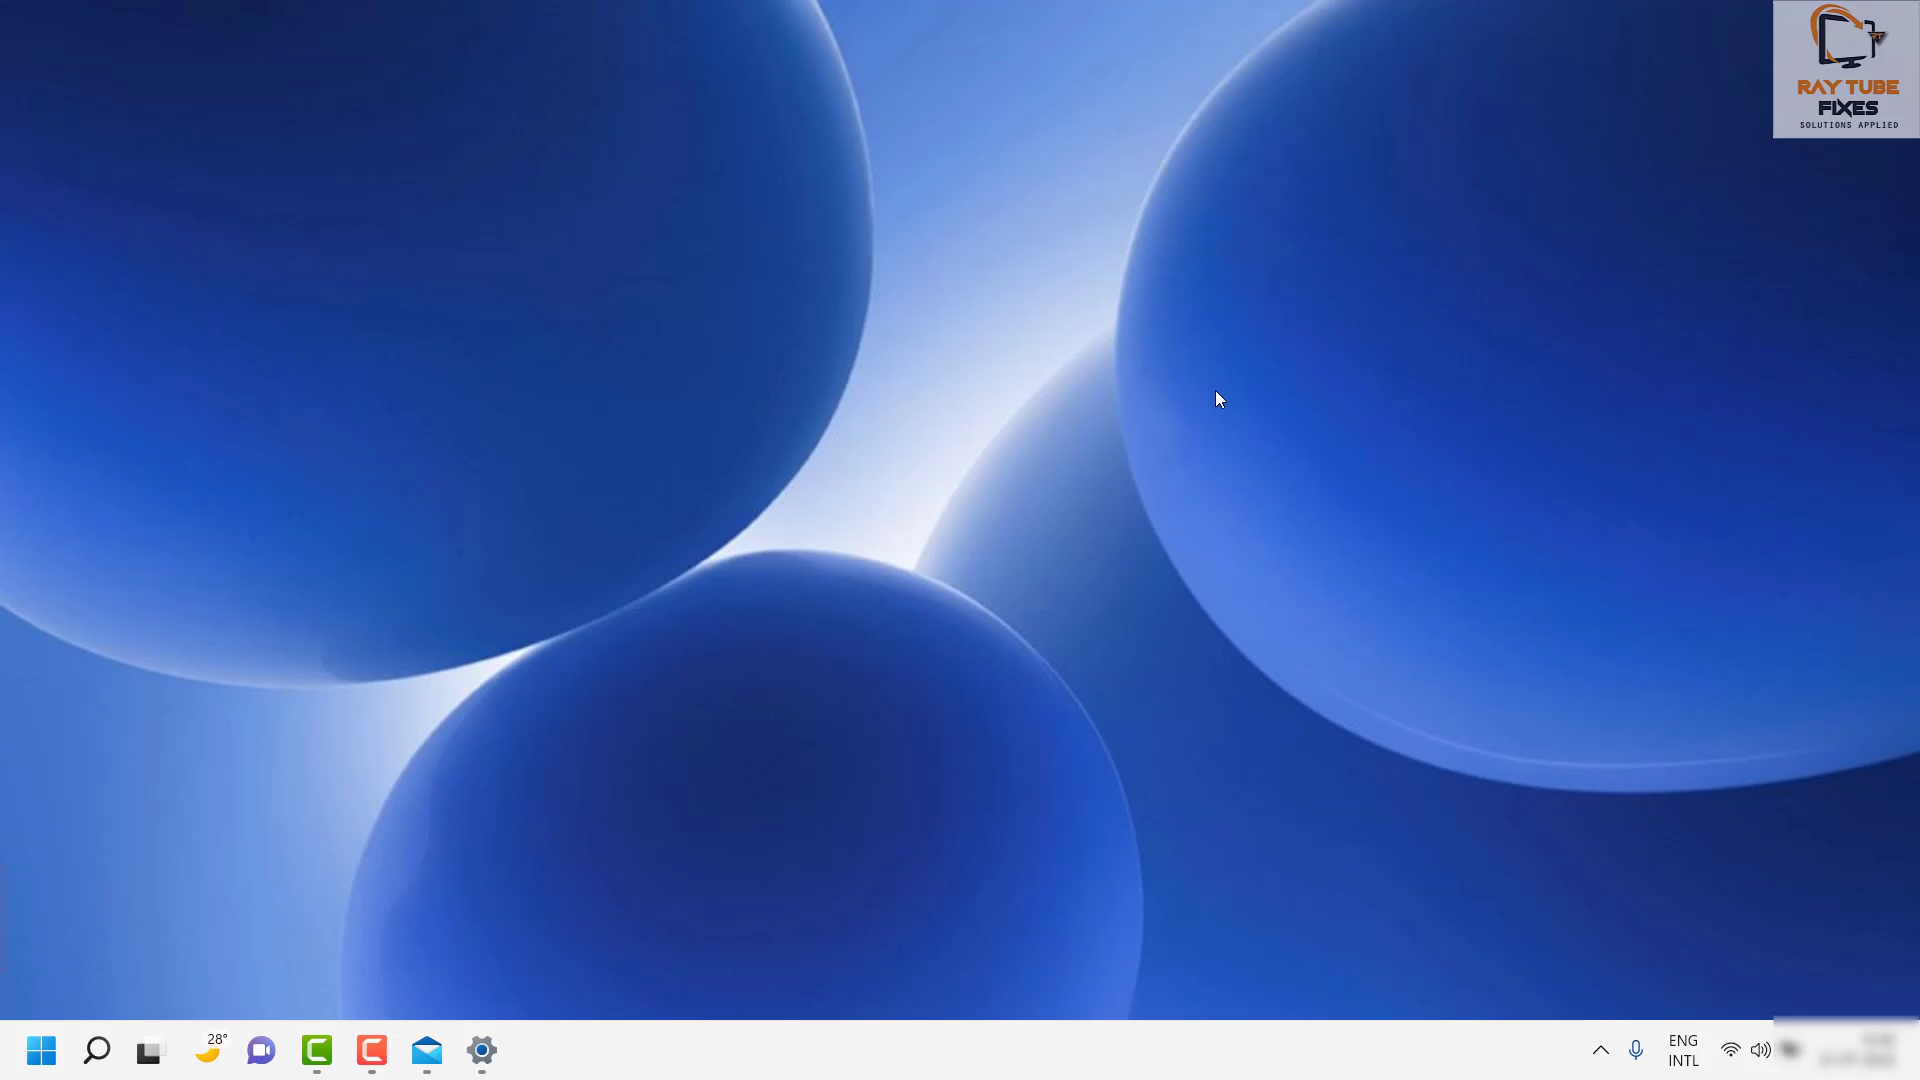 RAY TUBE
FIXES
SOLUTIONS APPLIED
28°
ENG
INTL